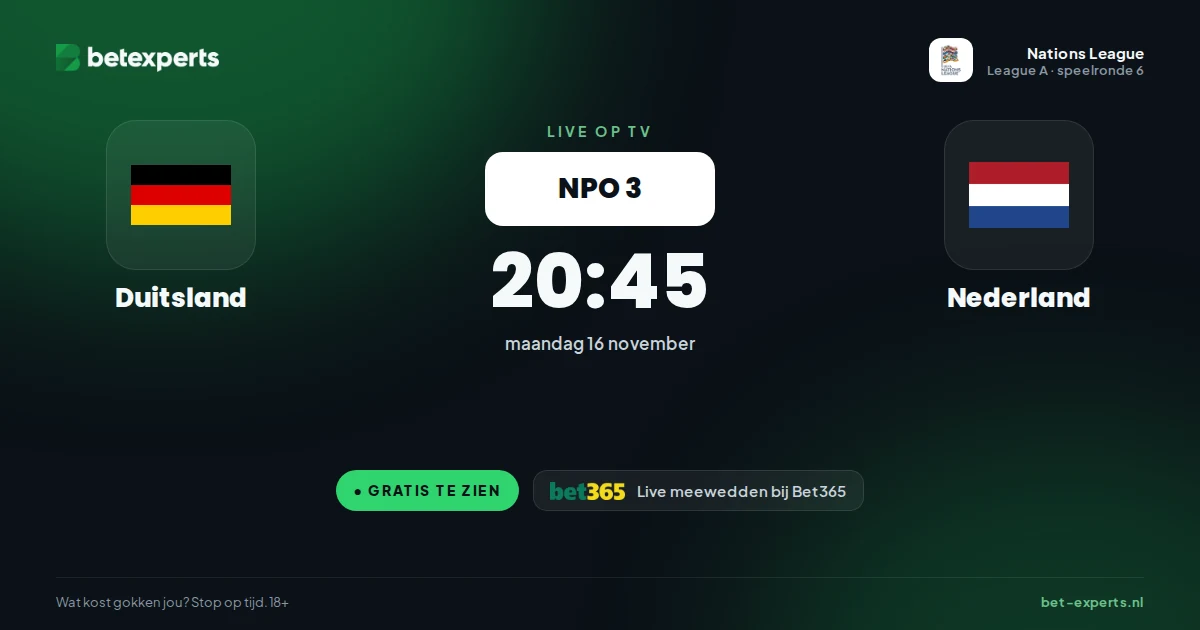 betexperts
Nations League
League A · speelronde 6
LIVE OP TV
NPO 3
20:45
maandag 16 november
Duitsland
Nederland
• GRATIS TE ZIEN
bet365 Live meewedden bij Bet365
Wat kost gokken jou? Stop op tijd. 18+
bet-experts.nl